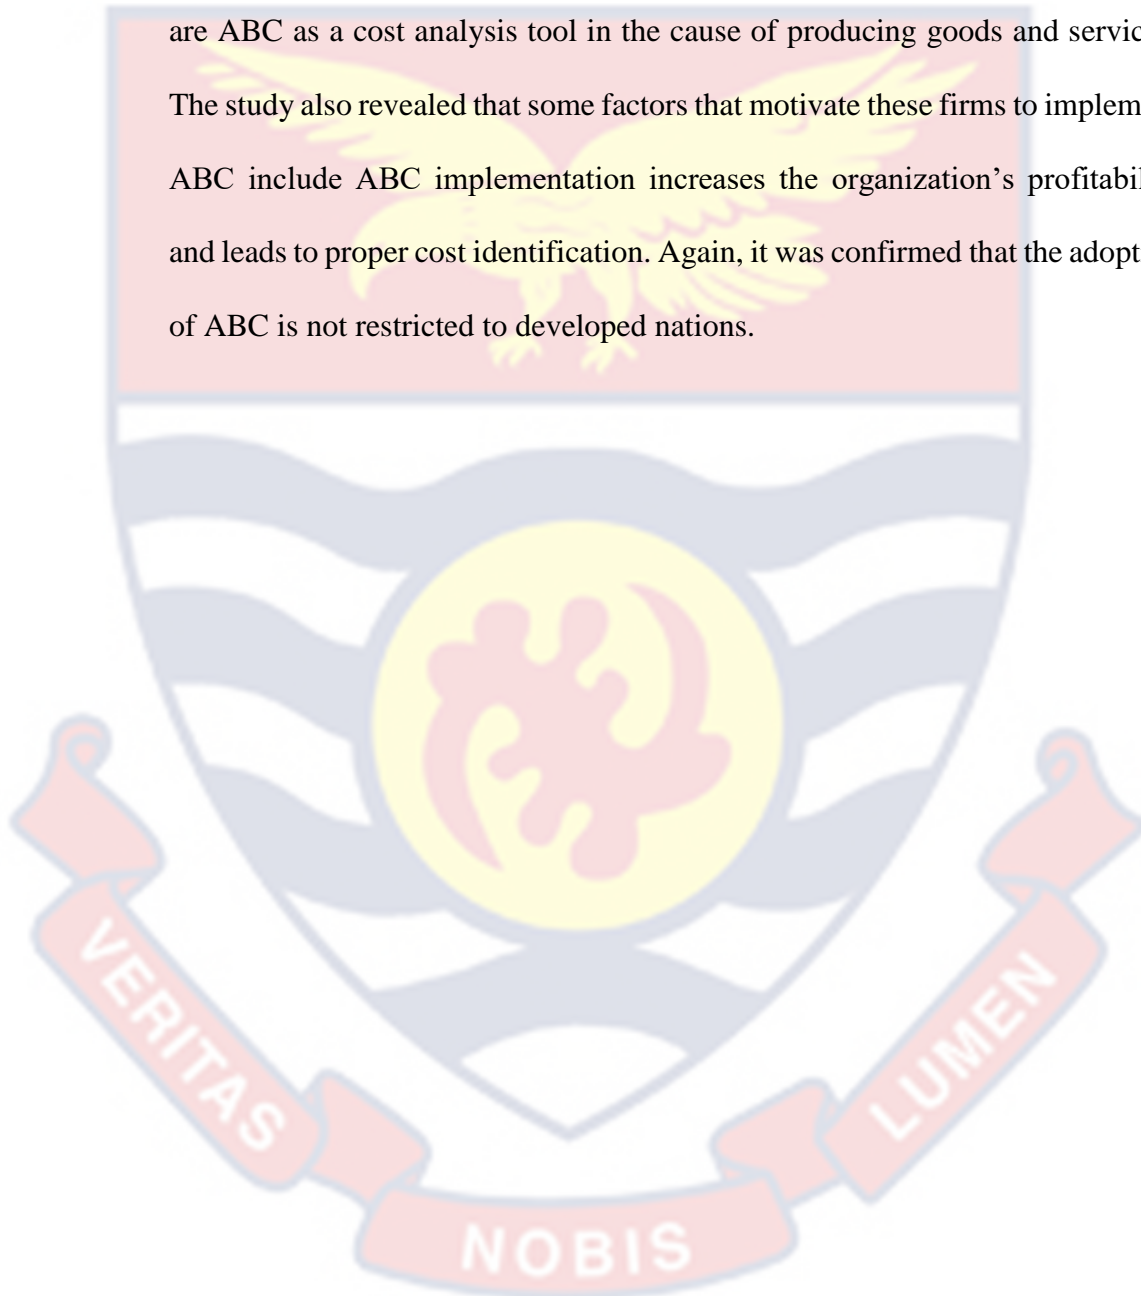 are ABC as a cost analysis tool in the cause of producing goods and servic
The study also revealed that some factors that motivate these firms to implem
ABC include ABC implementation increases the organization’s profitabil
and leads to proper cost identification. Again, it was confirmed that the adopt
of ABC is not restricted to developed nations.
VERITAS
NOBIS
LUMEN